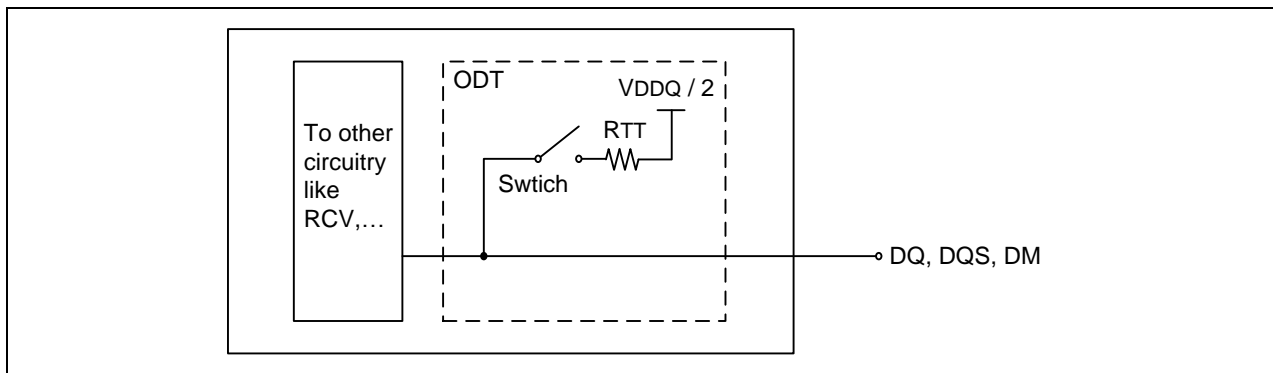 ODT
VDDQ / 2
To other
circuitry
like
RCV,…
RTT
Swtich
DQ, DQS, DM